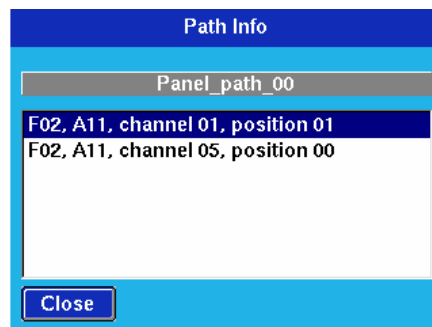 Path Info
Panel_path_00
F02, A11, channel 01, position 01
F02, A11, channel 05, position 00
Close